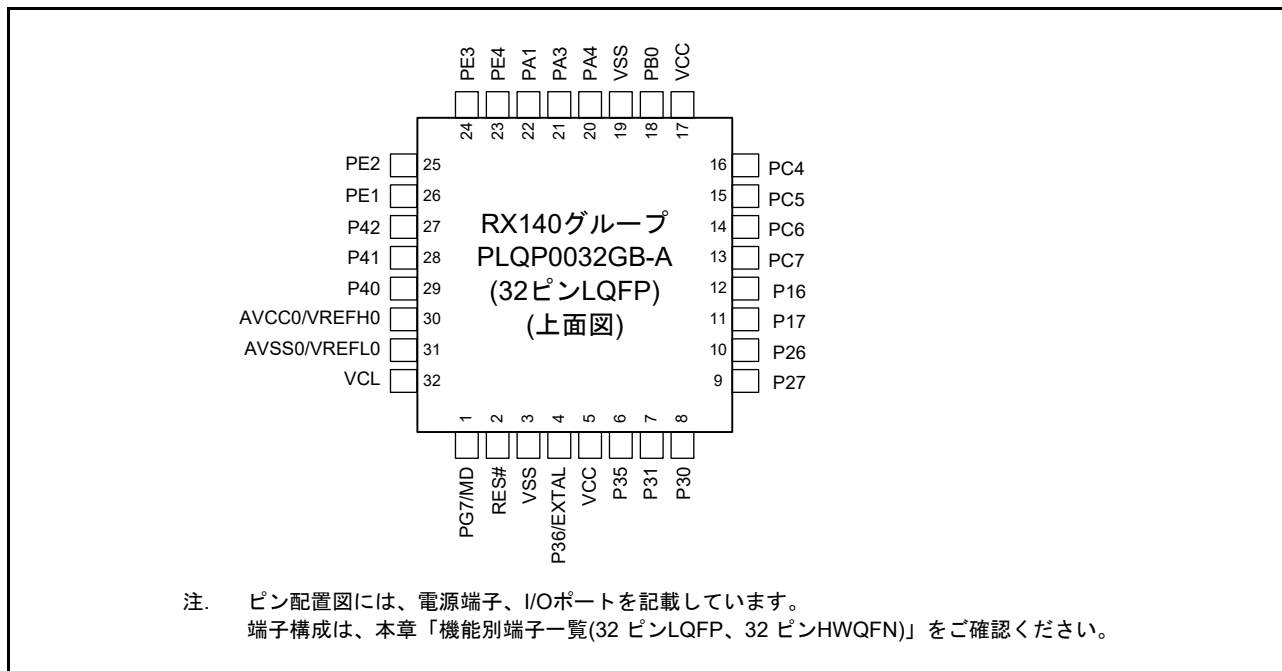 PE3
PE4
PA1
PA3
PA4
VSS
PB0
VCC
24
23
22
21
20
19
18
17
PE2 25
PE1 26
P42 27
P41 28
P40 29
AVCC0/VREFH0 30
AVSS0/VREFL0 31
VCL 32
RX140グループ
PLQP0032GB-A
(32ピンLQFP)
(上面図)
16 PC4
15 PC5
14 PC6
13 PC7
12 P16
11 P17
10 P26
9 P27
1
2
3
4
5
6
7
8
PG7/MD
RES#
VSS
P36/EXTAL
VCC
P35
P31
P30
注. ピン配置図には、電源端子、I/Oポートを記載しています。
端子構成は、本章「機能別端子一覧(32 ピンLQFP、32 ピンHWQFN)」をご確認ください。